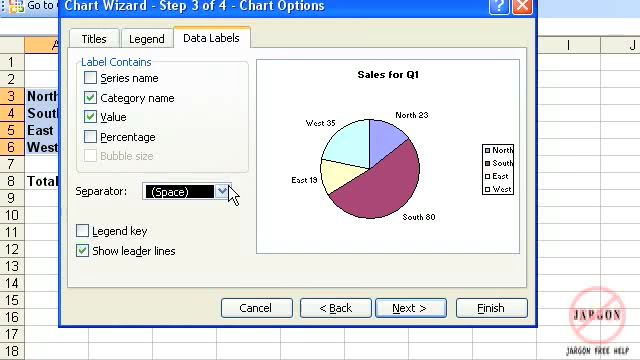 Go to O
Chart Wizard - Step 3 of 4 - Chart Options
Titles
Legend
Data Labels
A
I
J
Label Contains
Series name
Category name
Value
Percentage
Bubble size
Separator:
(Space)
Legend key
Show leader lines
Sales for Q1
North 23
West 35
East 19
South 80
North
South
East
West
Cancel
< Back
Next >
Finish
1
2
3
North
4
South
5
East
6
West
7
8
Total
9
10
11
12
13
14
15
16
17
18
JARGON
JARGON FREE HELP